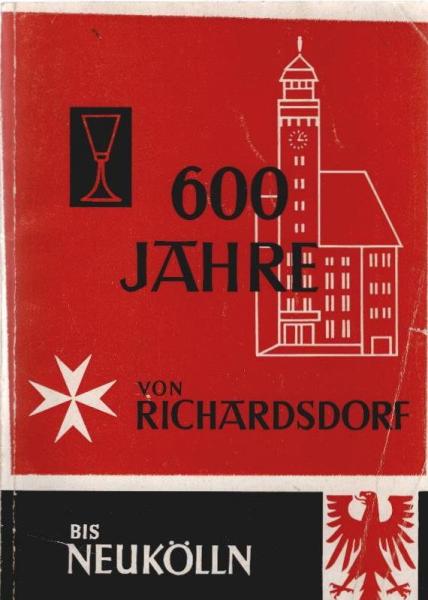 600
JAHRE
VON
RICHARDSDORF
BIS
NEUKÖLLN